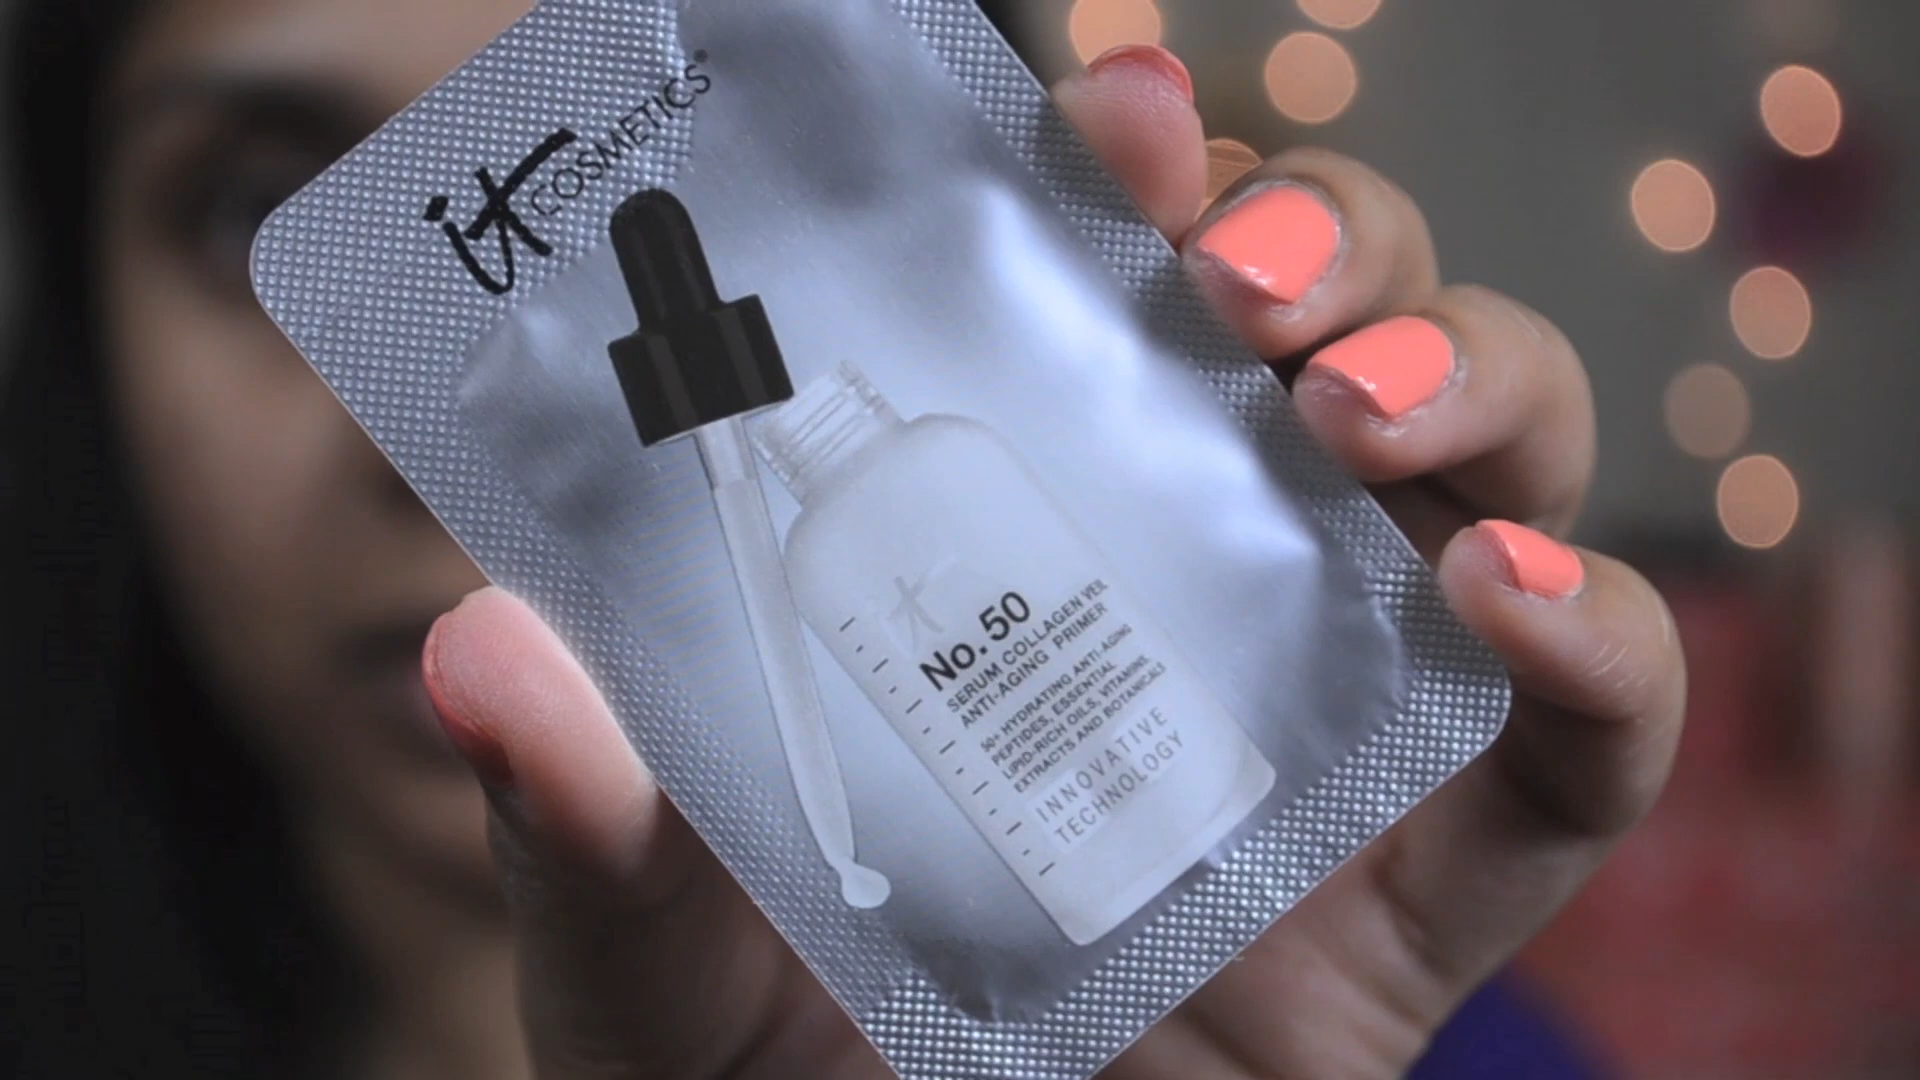 it COSMETICS®
it
No. 50
SERUM COLLAGEN VEIL
ANTI-AGING PRIMER
50+ HYDRATING ANTI-AGING
PEPTIDES, ESSENTIAL
LIPID-RICH OILS, VITAMINS,
EXTRACTS AND BOTANICALS
INNOVATIVE
TECHNOLOGY